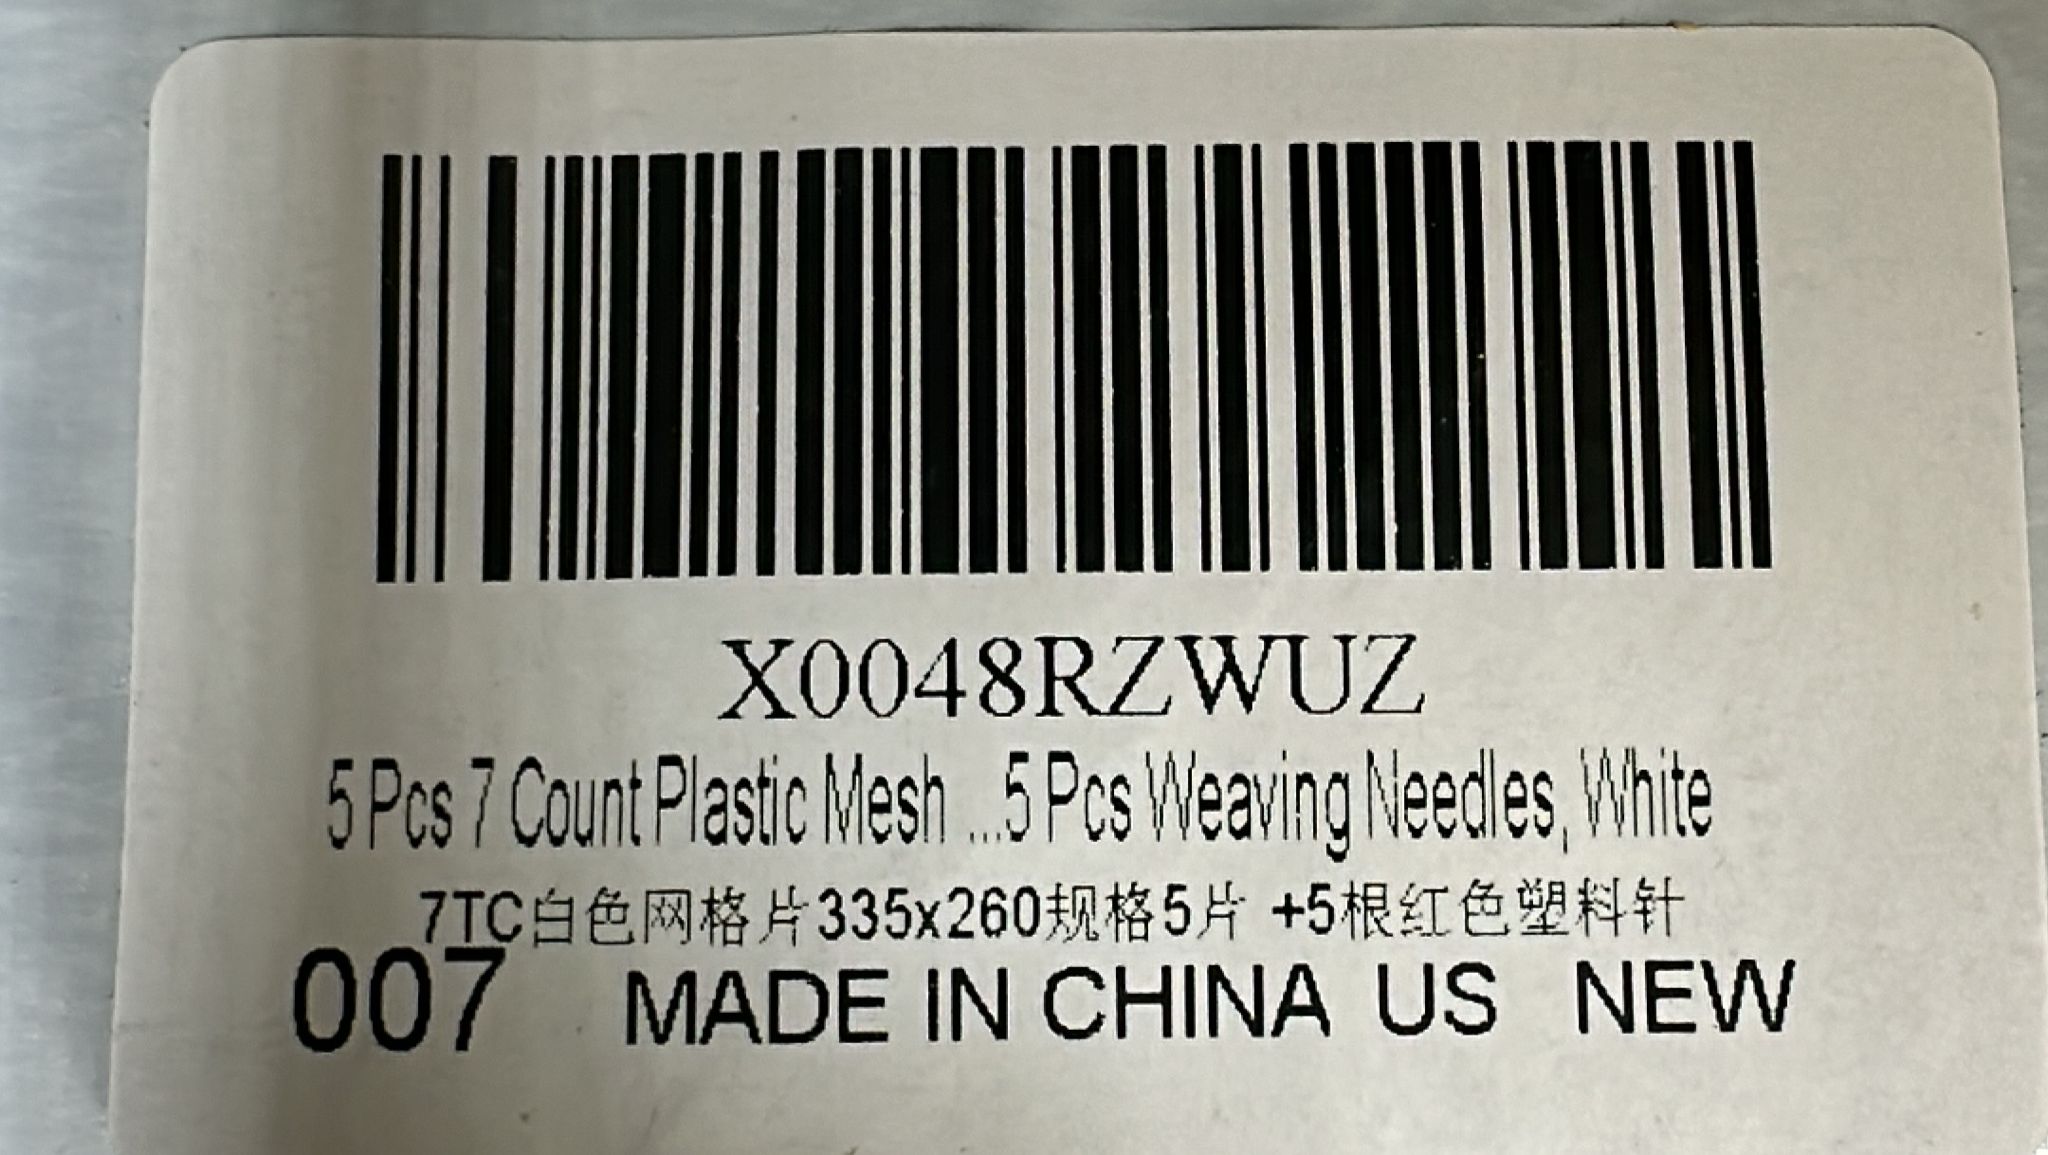 X0048RZWUZ
5 Pcs 7 Count Plastic Mesh ...5 Pcs Weaving Needles, White
7TC白色网格片335x260规格5片 +5根红色塑料针
007 MADE IN CHINA US NEW